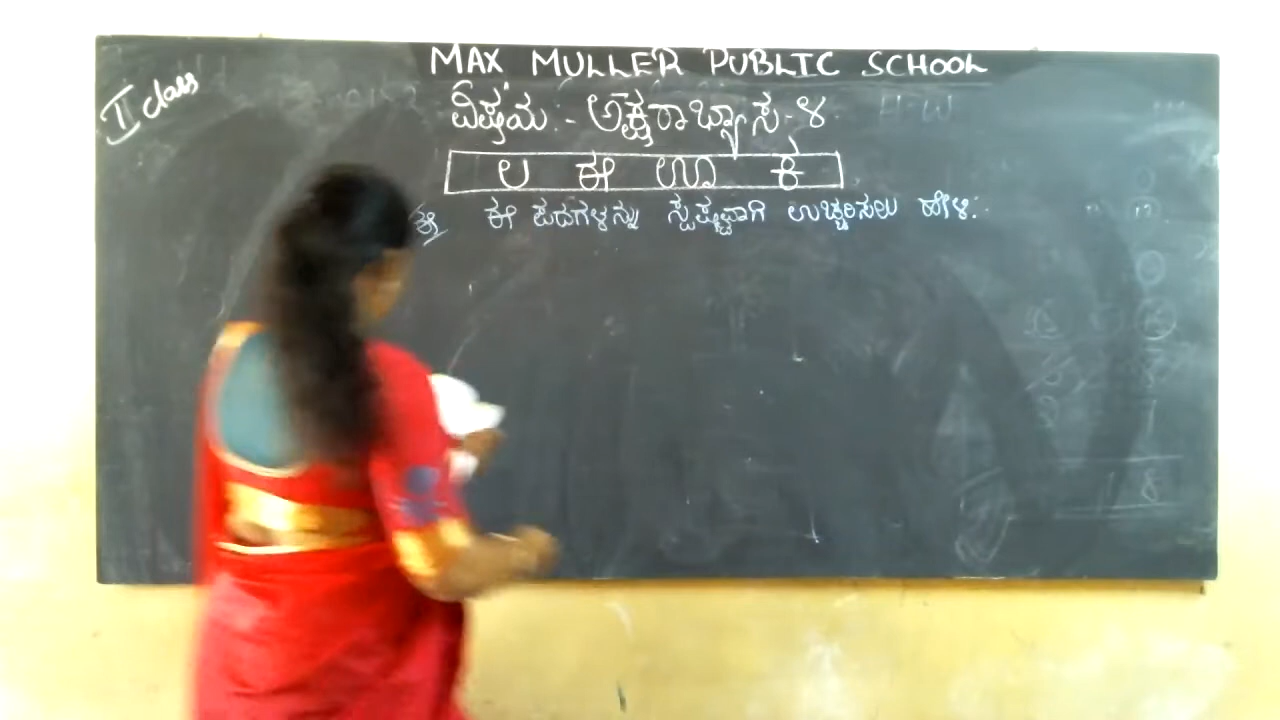 MAX MULLER PUBLIC SCHOOL
II class
ವಿಷಯ :- ಅಕ್ಷರಾಭ್ಯಾಸ - ೪
ಲ ಈ ಊ ಕ
ಈ ಪದಗಳನ್ನು ಸ್ಪಷ್ಟವಾಗಿ ಉಚ್ಚರಿಸಲು ಹೇಳಿ: